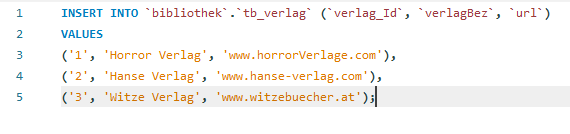 1 INSERT INTO `bibliothek`.`tb_verlag` (`verlag_Id`, `verlagBez`, `url`)
2 VALUES
3 ('1', 'Horror Verlag', 'www.horrorVerlage.com'),
4 ('2', 'Hanse Verlag', 'www.hanse-verlag.com'),
5 ('3', 'Witze Verlag', 'www.witzebuecher.at');